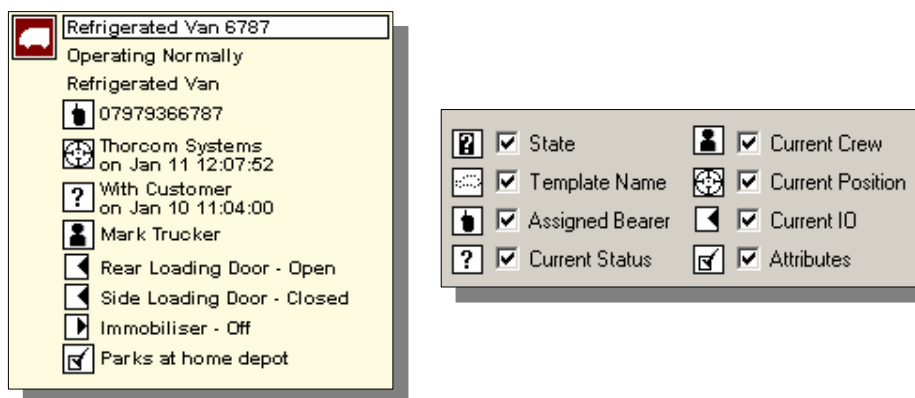 Refrigerated Van 6787
Operating Normally
Refrigerated Van
07979366787
Thorcom Systems
on Jan 11 12:07:52
With Customer
on Jan 10 11:04:00
Mark Trucker
Rear Loading Door - Open
Side Loading Door - Closed
Immobiliser - Off
Parks at home depot
State
Template Name
Assigned Bearer
Current Status
Current Crew
Current Position
Current IO
Attributes